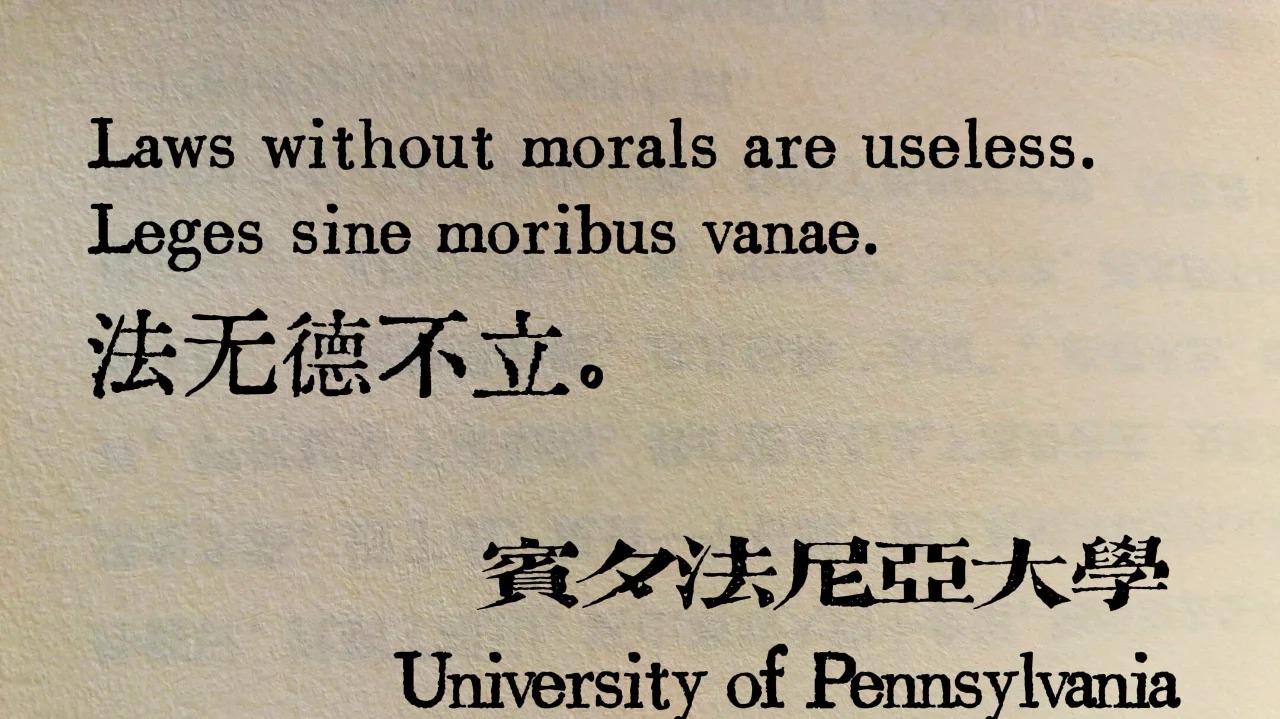 Laws without morals are useless.
Leges sine moribus vanae.
法无德不立。
賓夕法尼亞大學
University of Pennsylvania